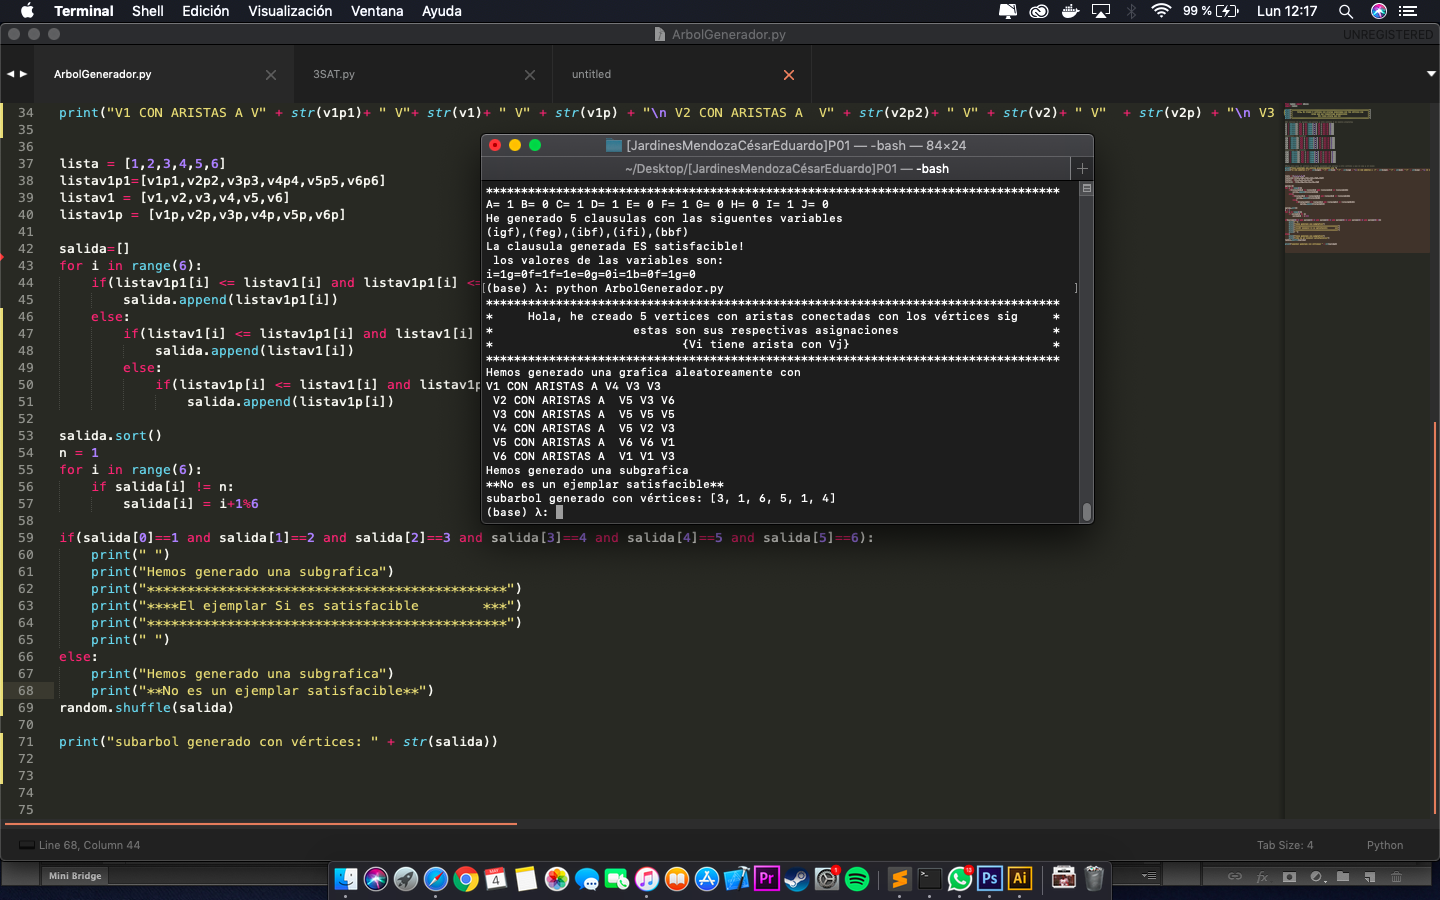 Terminal Shell Edición Visualización Ventana Ayuda 99 % Lun 12:17
ArbolGenerador.py UNREGISTERED
ArbolGenerador.py 3SAT.py untitled
34 print("V1 CON ARISTAS A V" + str(v1p1)+ " V"+ str(v1)+ " V" + str(v1p) + "\n V2 CON ARISTAS A  V" + str(v2p2)+ " V" + str(v2)+ " V"  + str(v2p) + "\n V3
35
36
37 lista = [1,2,3,4,5,6]
38 listav1p1=[v1p1,v2p2,v3p3,v4p4,v5p5,v6p6]
39 listav1 = [v1,v2,v3,v4,v5,v6]
40 listav1p = [v1p,v2p,v3p,v4p,v5p,v6p]
41
42 salida=[]
43 for i in range(6):
44     if(listav1p1[i] <= listav1[i] and listav1p1[i] <=
45         salida.append(listav1p1[i])
46     else:
47         if(listav1[i] <= listav1p1[i] and listav1[i]
48             salida.append(listav1[i])
49         else:
50             if(listav1p[i] <= listav1[i] and listav1p
51                 salida.append(listav1p[i])
52
53 salida.sort()
54 n = 1
55 for i in range(6):
56     if salida[i] != n:
57         salida[i] = i+1%6
58
59 if(salida[0]==1 and salida[1]==2 and salida[2]==3 and salida[3]==4 and salida[4]==5 and salida[5]==6):
60     print(" ")
61     print("Hemos generado una subgrafica")
62     print("*********************************************")
63     print("****El ejemplar Si es satisfacible        ***")
64     print("*********************************************")
65     print(" ")
66 else:
67     print("Hemos generado una subgrafica")
68     print("**No es un ejemplar satisfacible**")
69 random.shuffle(salida)
70
71 print("subarbol generado con vértices: " + str(salida))
72
73
74
75
[JardinesMendozaCésarEduardo]P01 — -bash — 84×24
~/Desktop/[JardinesMendozaCésarEduardo]P01 — -bash
**********************************************************************************
A= 1 B= 0 C= 1 D= 1 E= 0 F= 1 G= 0 H= 0 I= 1 J= 0
He generado 5 clausulas con las siguentes variables
(igf),(feg),(ibf),(ifi),(bbf)
La clausula generada ES satisfacible!
 los valores de las variables son:
i=1g=0f=1f=1e=0g=0i=1b=0f=1g=0
[(base) λ: python ArbolGenerador.py ]
**********************************************************************************
*     Hola, he creado 5 vertices con aristas conectadas con los vértices sig     *
*                    estas son sus respectivas asignaciones                      *
*                           {Vi tiene arista con Vj}                             *
**********************************************************************************
Hemos generado una grafica aleatoreamente con
V1 CON ARISTAS A V4 V3 V3
 V2 CON ARISTAS A  V5 V3 V6
 V3 CON ARISTAS A  V5 V5 V5
 V4 CON ARISTAS A  V5 V2 V3
 V5 CON ARISTAS A  V6 V6 V1
 V6 CON ARISTAS A  V1 V1 V3
Hemos generado una subgrafica
**No es un ejemplar satisfacible**
subarbol generado con vértices: [3, 1, 6, 5, 1, 4]
(base) λ:
Line 68, Column 44 Tab Size: 4 Python
Mini Bridge
4
Pr
Ps
Ai
fx